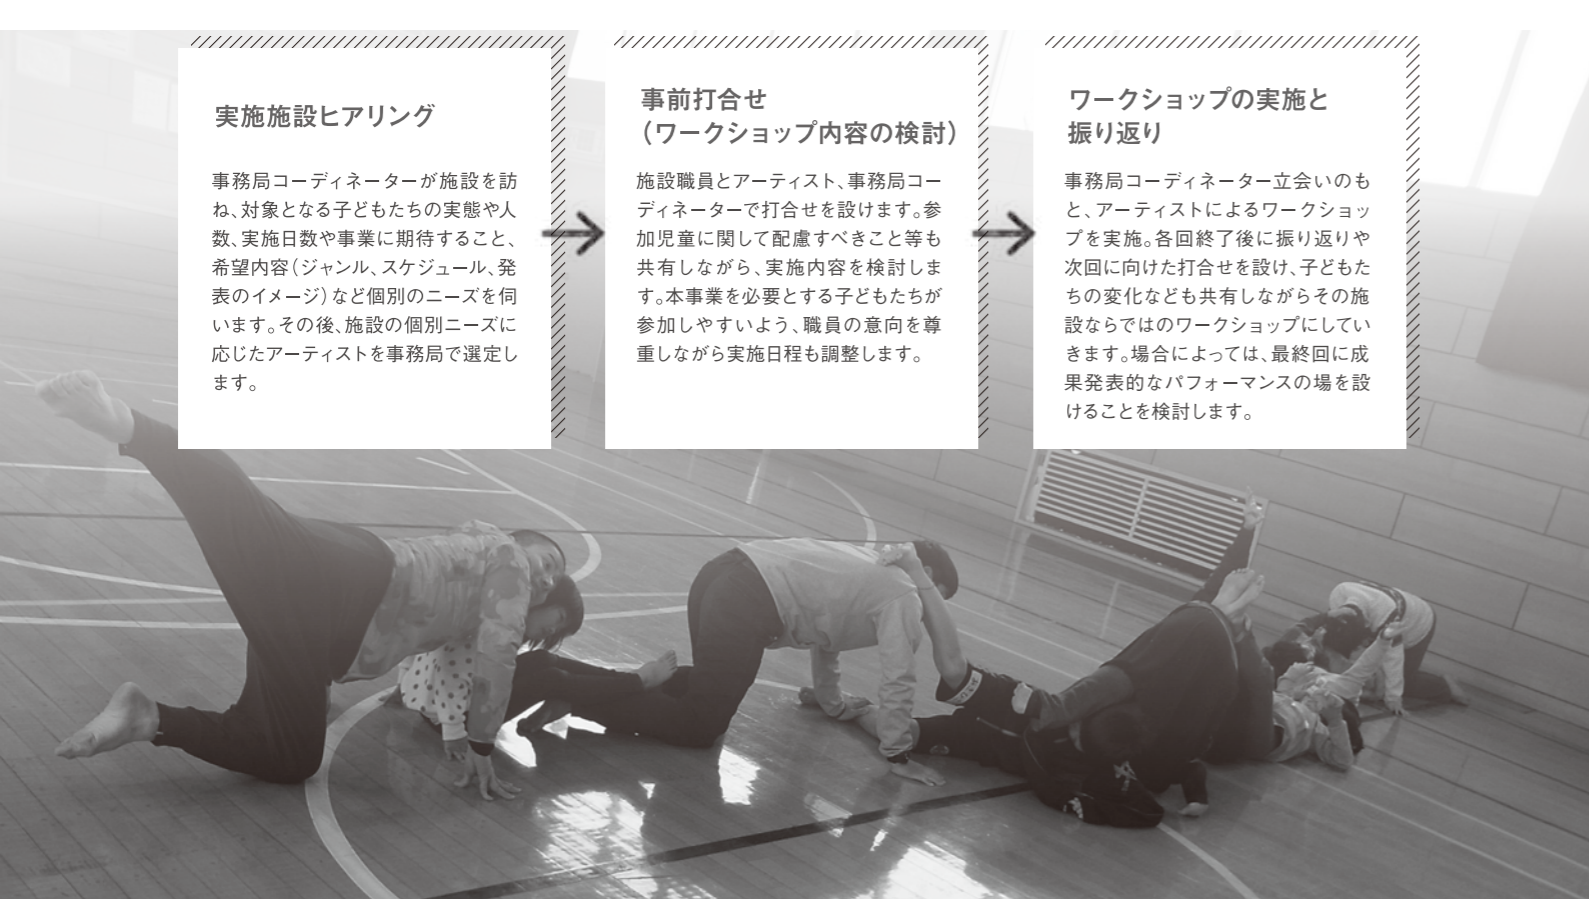 実施施設ヒアリング
事務局コーディネーターが施設を訪
ね、対象となる子どもたちの実態や人
数、実施日数や事業に期待すること、
希望内容（ジャンル、スケジュール、発
表のイメージ）など個別のニーズを伺
います。その後、施設の個別ニーズに
応じたアーティストを事務局で選定し
ます。
事前打合せ
（ワークショップ内容の検討）
施設職員とアーティスト、事務局コー
ディネーターで打合せを設けます。参
加児童に関して配慮すべきこと等も
共有しながら、実施内容を検討しま
す。本事業を必要とする子どもたちが
参加しやすいよう、職員の意向を尊
重しながら実施日程も調整します。
ワークショップの実施と
振り返り
事務局コーディネーター立会いのも
と、アーティストによるワークショッ
プを実施。各回終了後に振り返りや
次回に向けた打合せを設け、子どもた
ちの変化なども共有しながらその施
設ならではのワークショップにしてい
きます。場合によっては、最終回に成
果発表的なパフォーマンスの場を設
けることを検討します。